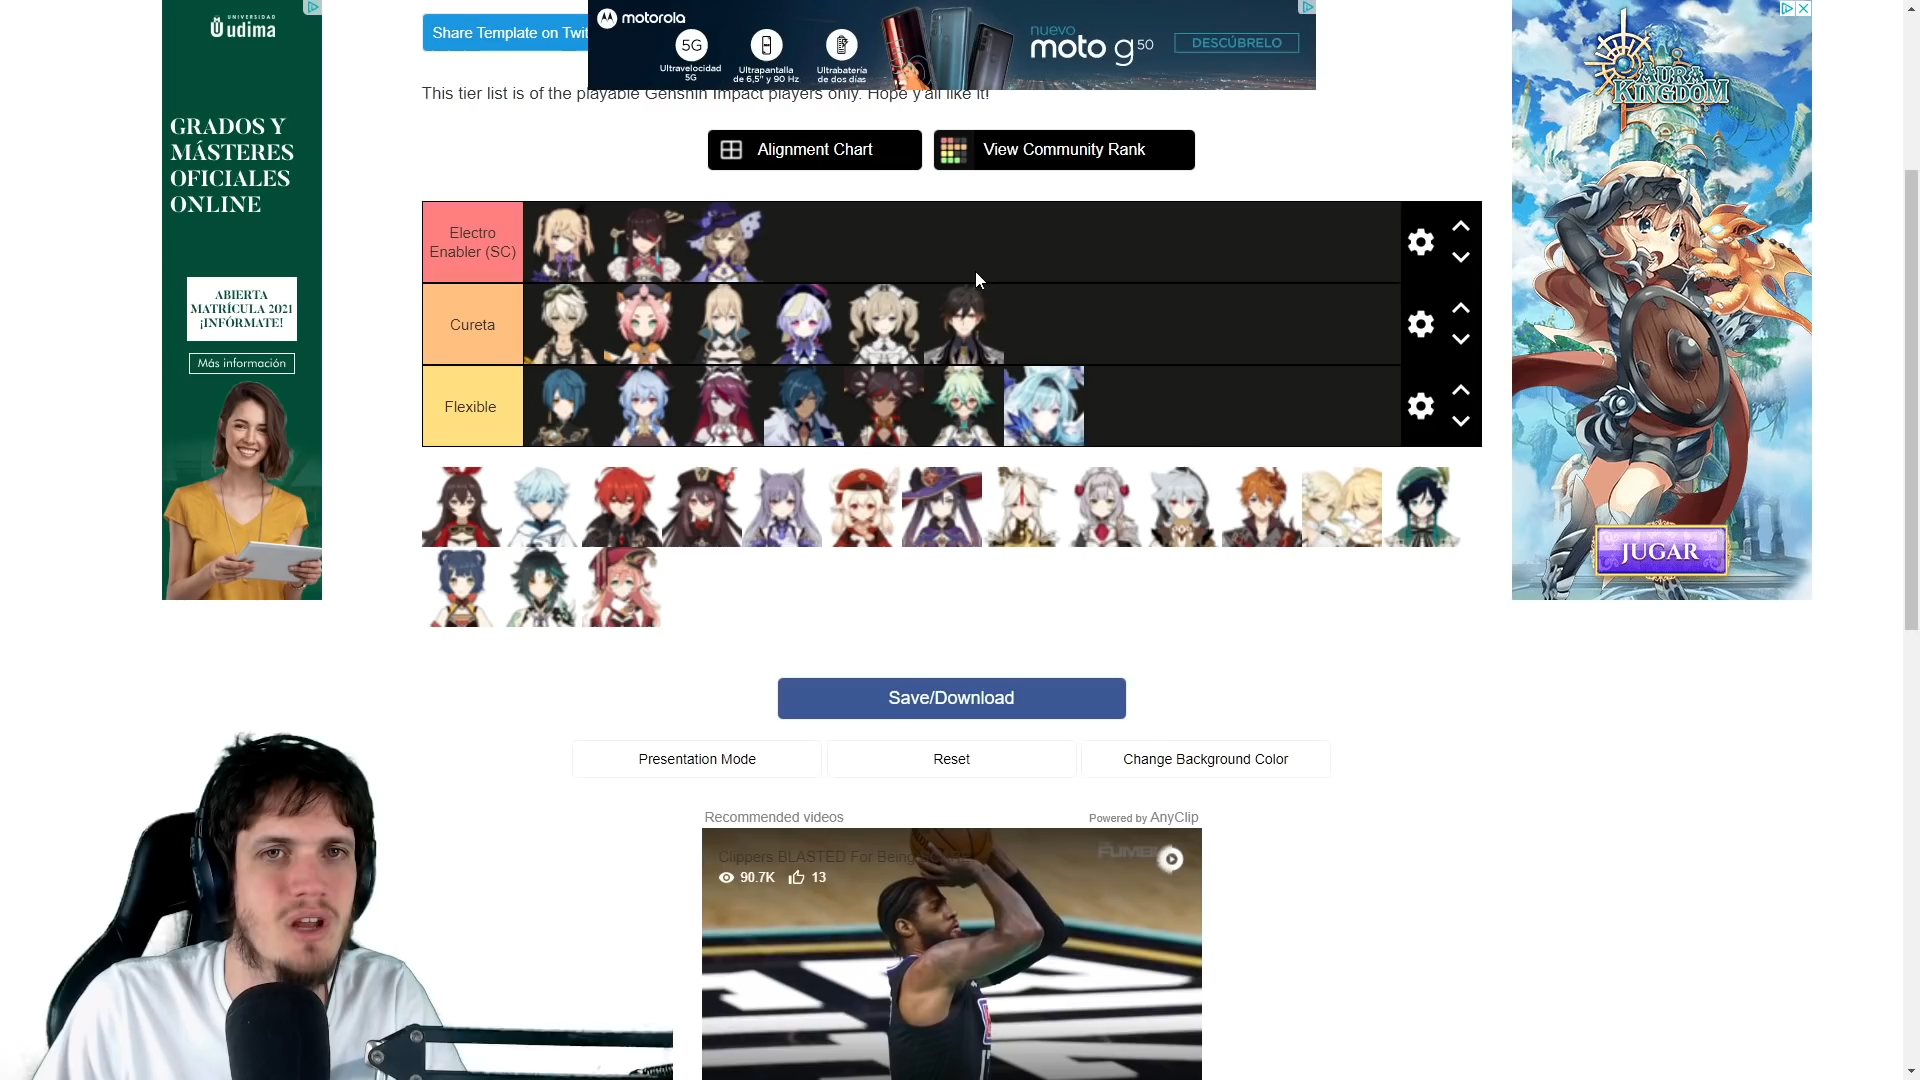 UNIVERSIDAD
Uudima
GRADOS Y
MÁSTERES
OFICIALES
ONLINE
ABIERTA
MATRÍCULA 2021
¡INFÓRMATE!
Más información
Share Template on Twit
motorola
5G
Ultravelocidad
5G
Ultrapantalla
de 6,5" y 90 Hz
Ultrabatería
de dos días
nuevo
moto g50
DESCÚBRELO
This tier list is of the playable Genshin Impact players only. Hope y'all like it!
Alignment Chart
View Community Rank
Electro
Enabler (SC)
Cureta
Flexible
Save/Download
Presentation Mode
Reset
Change Background Color
Recommended videos
Powered by AnyClip
Clippers BLASTED For Being
90.7K
13
AURA
KINGDOM
JUGAR